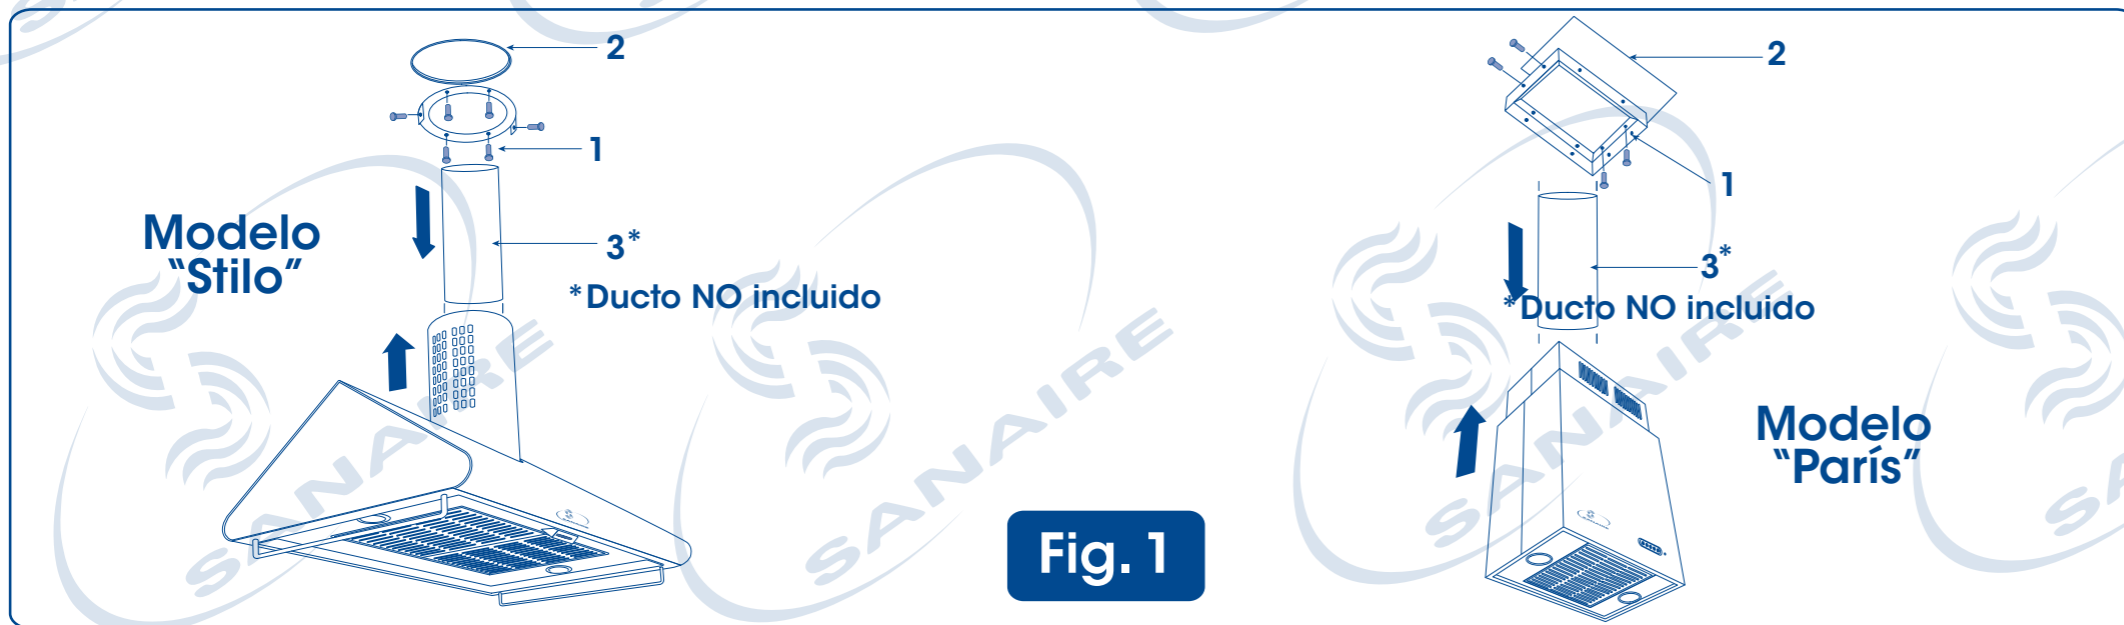 2
1
Modelo
"Stilo"
3*
*Ducto NO incluido
SANAIRE
SANAIRE
Fig. 1
2
1
3*
*Ducto NO incluido
SANAIRE
Modelo
"París"